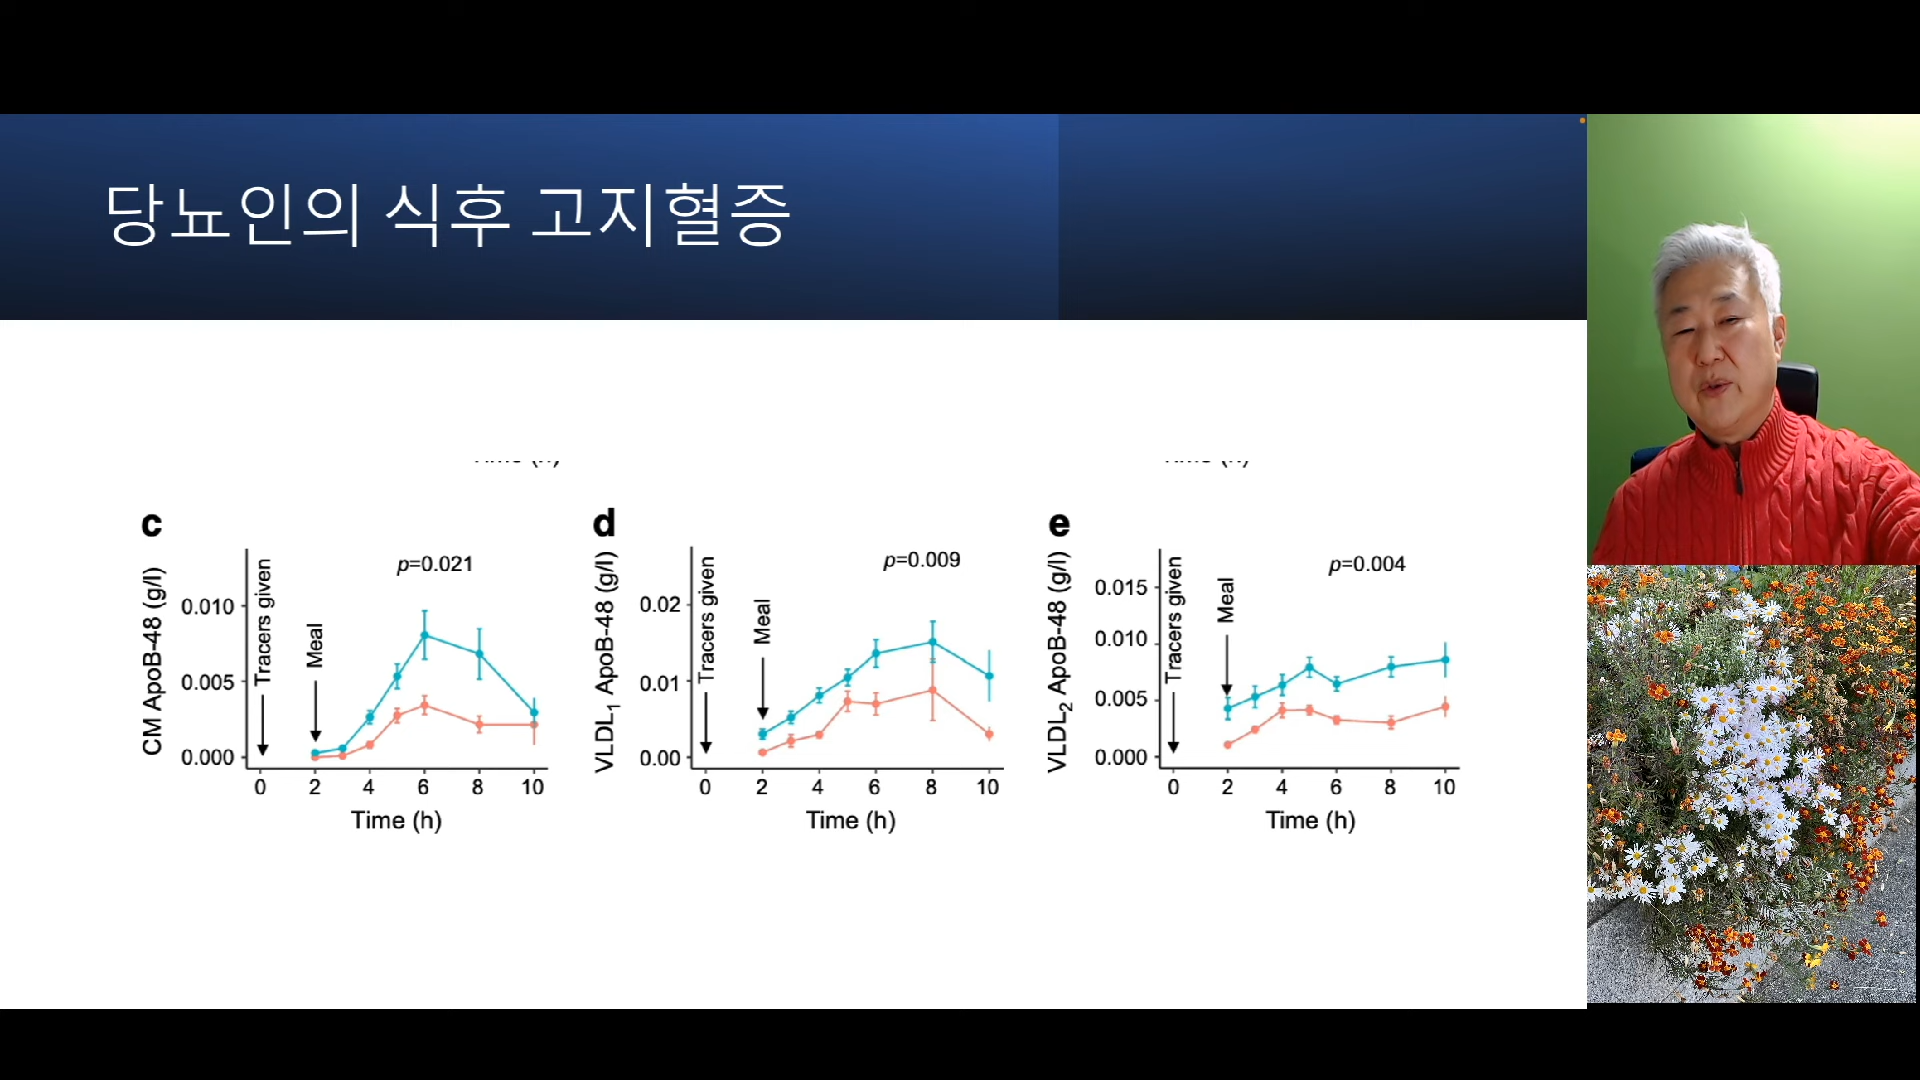 당뇨인의 식후 고지혈증
Time (h)
Time (h)
c
CM ApoB-48 (g/l)
0.010
0.005
0.000
Tracers given
Meal
p=0.021
0 2 4 6 8 10
Time (h)
d
VLDL1 ApoB-48 (g/l)
0.02
0.01
0.00
Tracers given
Meal
p=0.009
0 2 4 6 8 10
Time (h)
e
VLDL2 ApoB-48 (g/l)
0.015
0.010
0.005
0.000
Tracers given
Meal
p=0.004
0 2 4 6 8 10
Time (h)